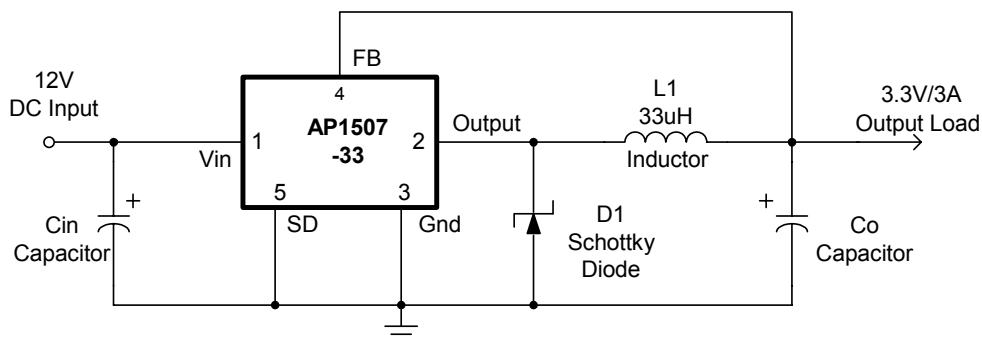 FB
12V
DC Input
4
L1
33uH
3.3V/3A
Output Load
AP1507
-33
1
2
Output
Vin
Inductor
5
3
SD
Gnd
+
Cin
Capacitor
D1
Schottky
Diode
+
Co
Capacitor